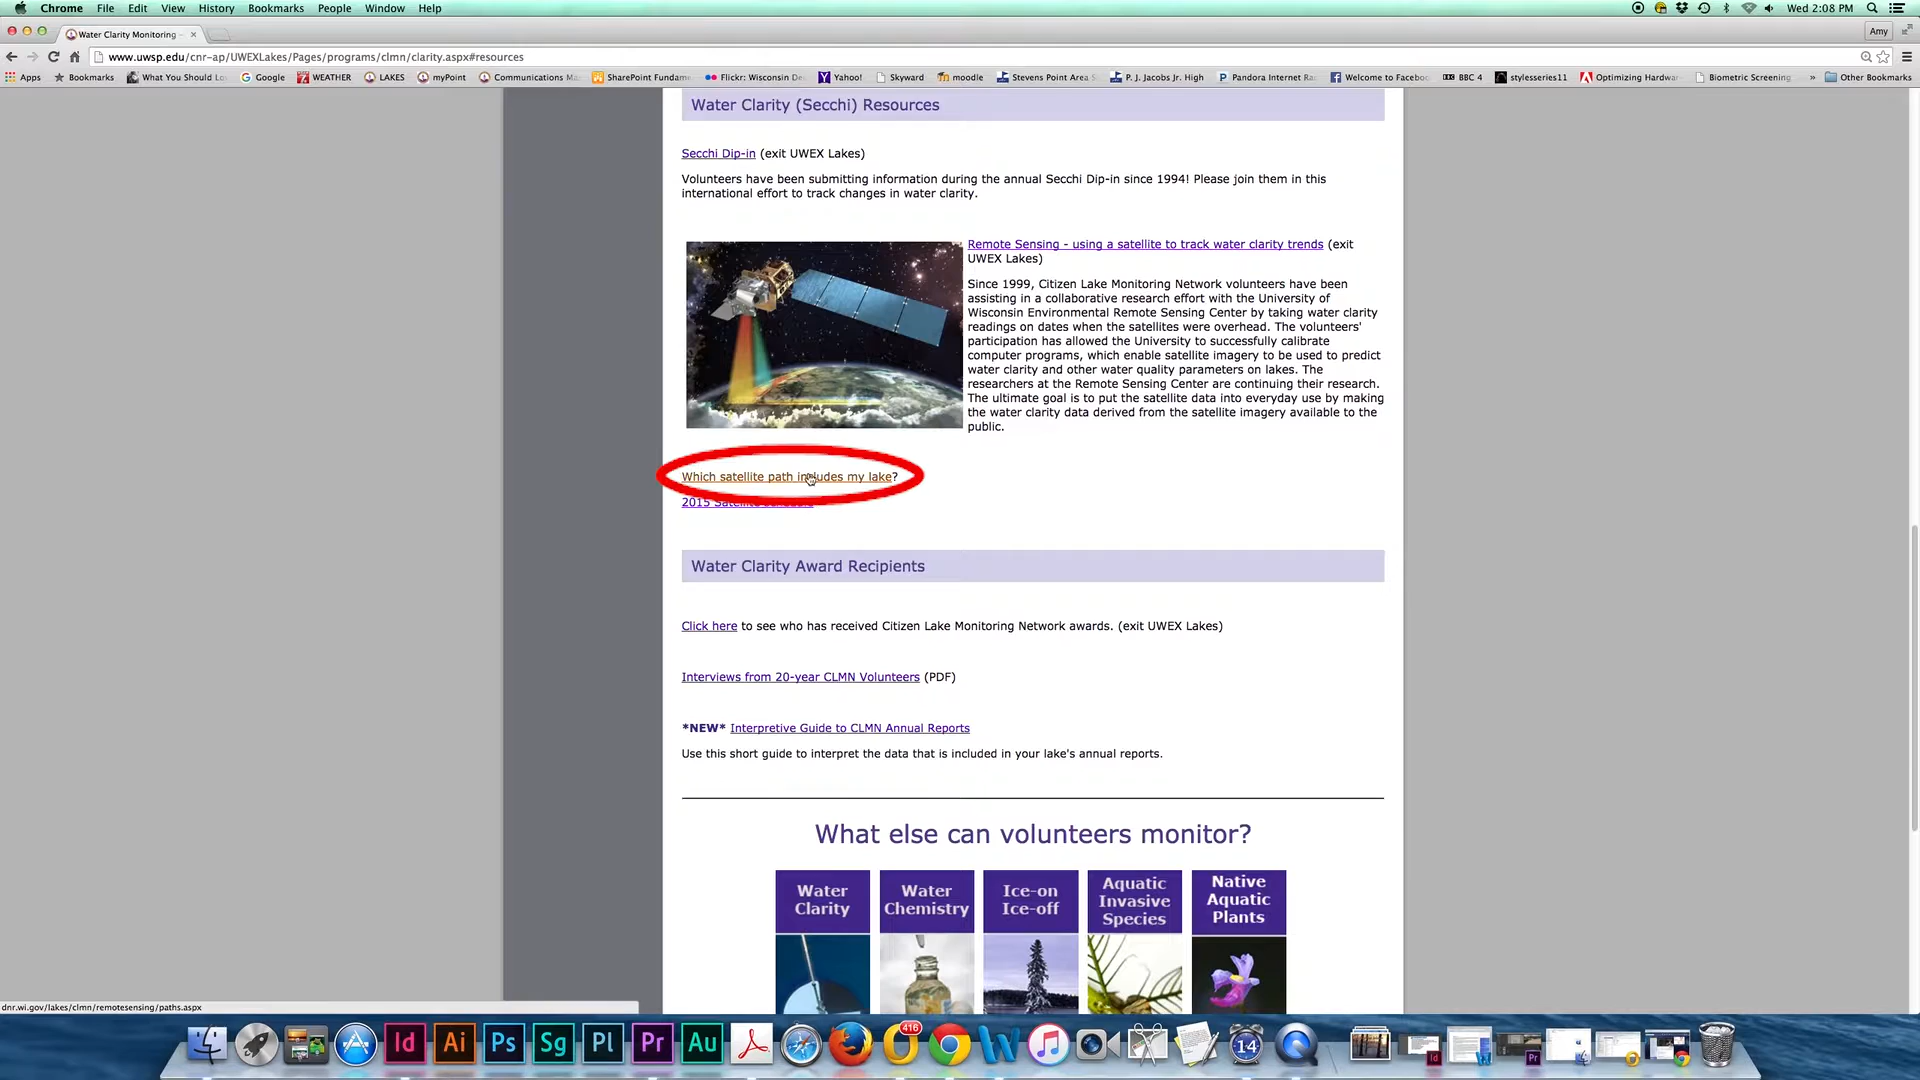 Chrome File Edit View History Bookmarks People Window Help Wed 2:08 PM
Water Clarity Monitoring Amy
www.uwsp.edu/cnr-ap/UWEXLakes/Pages/programs/clmn/clarity.aspx#resources
Apps Bookmarks What You Should Lo Google WEATHER LAKES myPoint Communications Ma SharePoint Fundam Flickr: Wisconsin De Yahoo! Skyward moodle Stevens Point Area S P. J. Jacobs Jr. High Pandora Internet Ra Welcome to Facebo BBC 4 stylesseries11 Optimizing Hardwa Biometric Screening » Other Bookmarks
Water Clarity (Secchi) Resources
Secchi Dip-in (exit UWEX Lakes)
Volunteers have been submitting information during the annual Secchi Dip-in since 1994! Please join them in this
international effort to track changes in water clarity.
Remote Sensing - using a satellite to track water clarity trends (exit
UWEX Lakes)
Since 1999, Citizen Lake Monitoring Network volunteers have been
assisting in a collaborative research effort with the University of
Wisconsin Environmental Remote Sensing Center by taking water clarity
readings on dates when the satellites were overhead. The volunteers'
participation has allowed the University to successfully calibrate
computer programs, which enable satellite imagery to be used to predict
water clarity and other water quality parameters on lakes. The
researchers at the Remote Sensing Center are continuing their research.
The ultimate goal is to put the satellite data into everyday use by making
the water clarity data derived from the satellite imagery available to the
public.
Which satellite path includes my lake?
2015 Satellite
Water Clarity Award Recipients
Click here to see who has received Citizen Lake Monitoring Network awards. (exit UWEX Lakes)
Interviews from 20-year CLMN Volunteers (PDF)
*NEW* Interpretive Guide to CLMN Annual Reports
Use this short guide to interpret the data that is included in your lake's annual reports.
What else can volunteers monitor?
Water
Clarity
Water
Chemistry
Ice-on
Ice-off
Aquatic
Invasive
Species
Native
Aquatic
Plants
dnr.wi.gov/lakes/clmn/remotesensing/paths.aspx
Id Ai Ps Sg Pl Pr Au 416 14